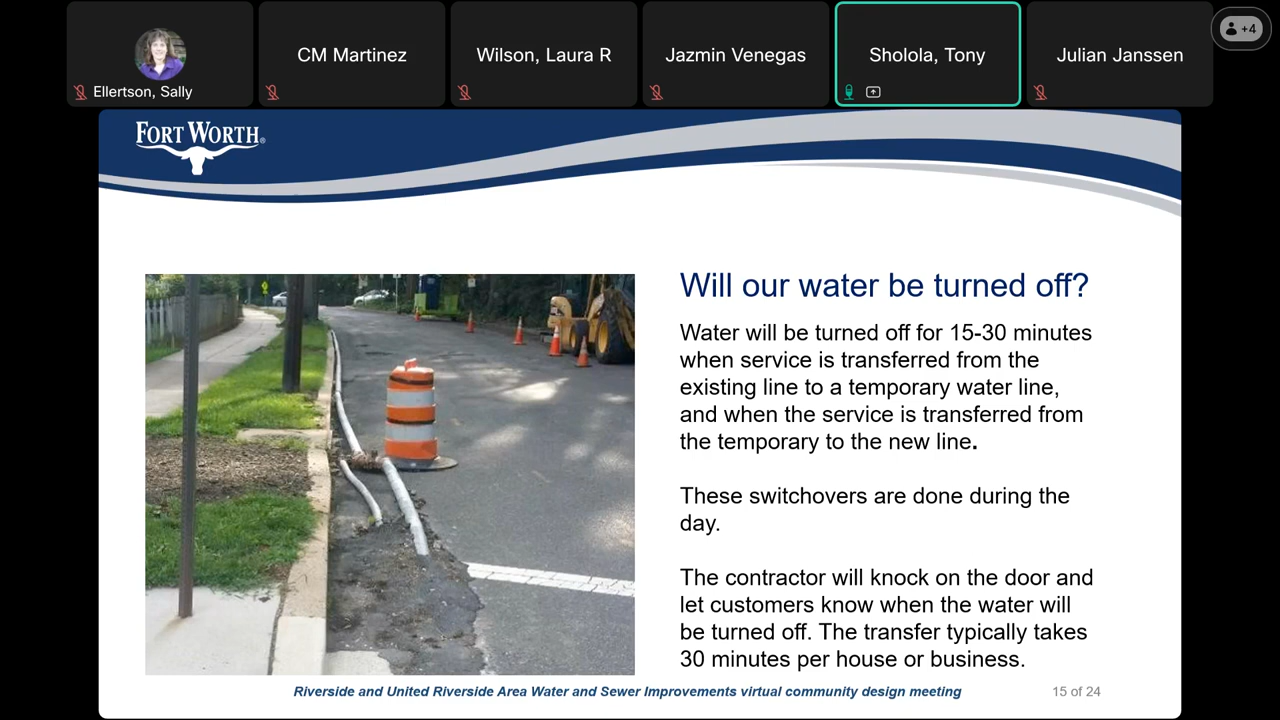 Ellertson, Sally
CM Martinez
Wilson, Laura R
Jazmin Venegas
Sholola, Tony
Julian Janssen
+4
FORT WORTH®
Will our water be turned off?
Water will be turned off for 15-30 minutes
when service is transferred from the
existing line to a temporary water line,
and when the service is transferred from
the temporary to the new line.
These switchovers are done during the
day.
The contractor will knock on the door and
let customers know when the water will
be turned off. The transfer typically takes
30 minutes per house or business.
Riverside and United Riverside Area Water and Sewer Improvements virtual community design meeting
15 of 24